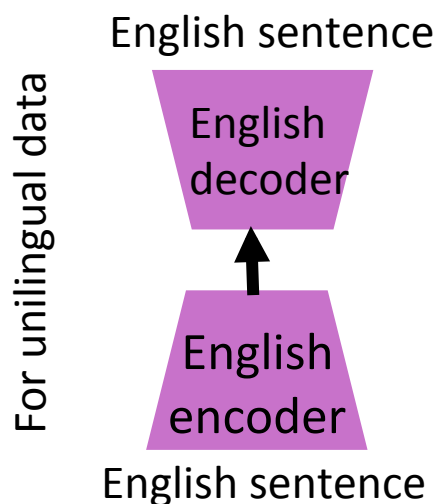 English sentence
English
decoder
For unilingual data
English
encoder
English sentence